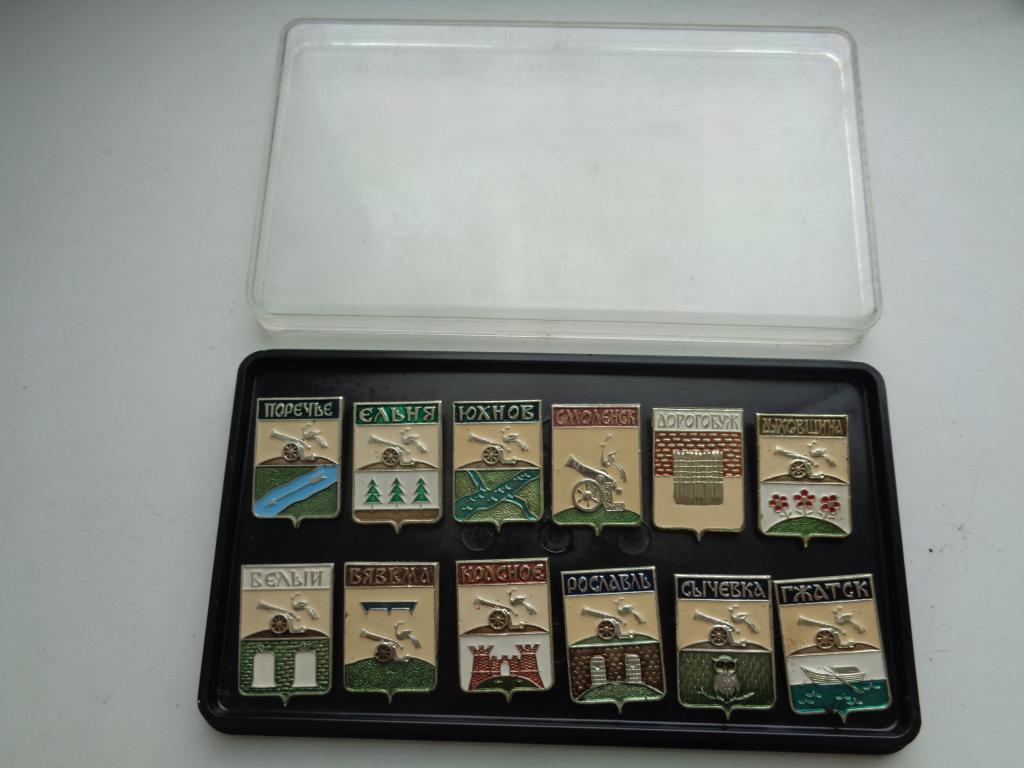 ПОРЕЧЬЕ
ЕЛЬНЯ
ЮХНОВ
СМОЛЕНСК
ДОРОГОБУЖ
ДУХОВЩИНА
БЕЛЫЙ
ВЯЗЬМА
КРАСНОЕ
РОСЛАВЛЬ
СЫЧЕВКА
ГЖАТСК